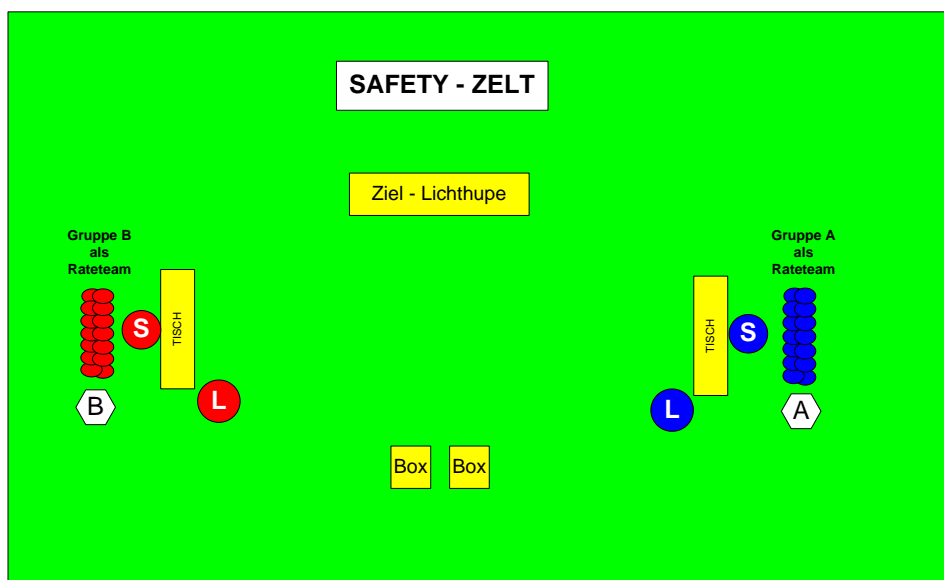 SAFETY - ZELT
Ziel - Lichthupe
Gruppe B
als
Rateteam
Gruppe A
als
Rateteam
S
TISCH
TISCH
S
B
L
L
A
Box
Box